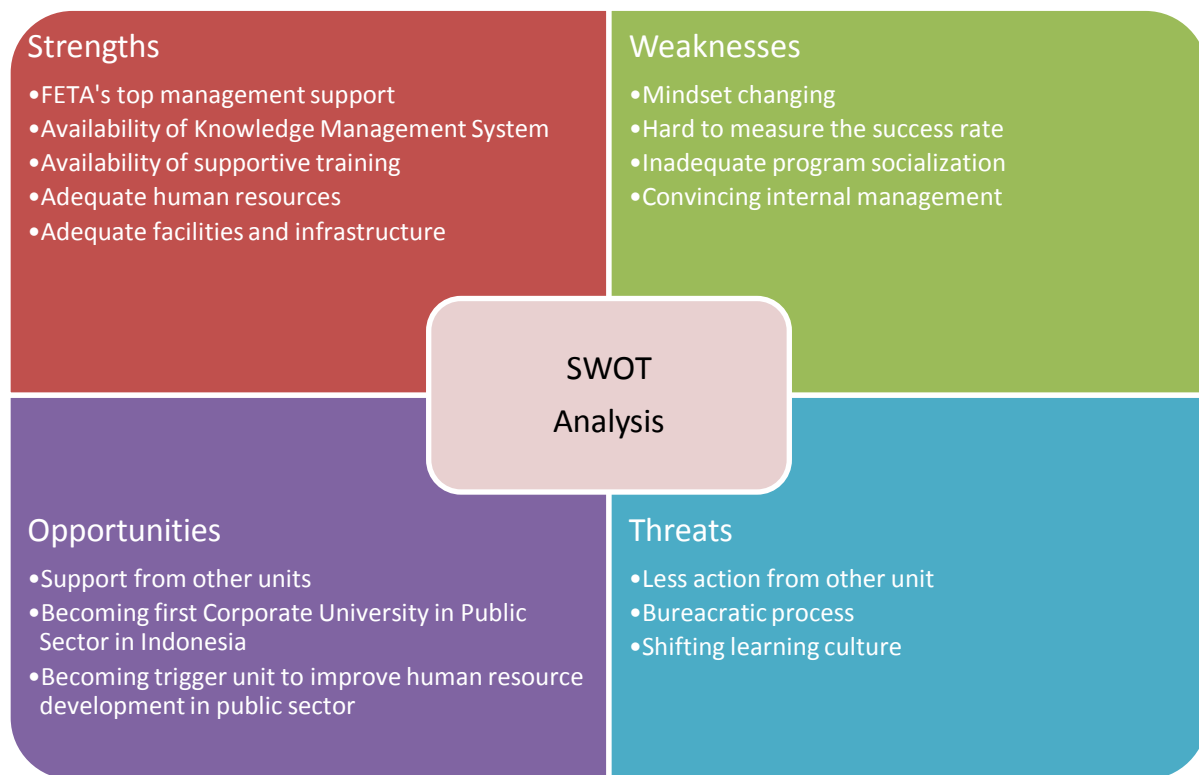 Strengths
•FETA's top management support
•Availability of Knowledge Management System
•Availability of supportive training
•Adequate human resources
•Adequate facilities and infrastructure
Weaknesses
•Mindset changing
•Hard to measure the success rate
•Inadequate program socialization
•Convincing internal management
SWOT
Analysis
Opportunities
•Support from other units
•Becoming first Corporate University in Public
Sector in Indonesia
•Becoming trigger unit to improve human resource
development in public sector
Threats
•Less action from other unit
•Bureacratic process
•Shifting learning culture